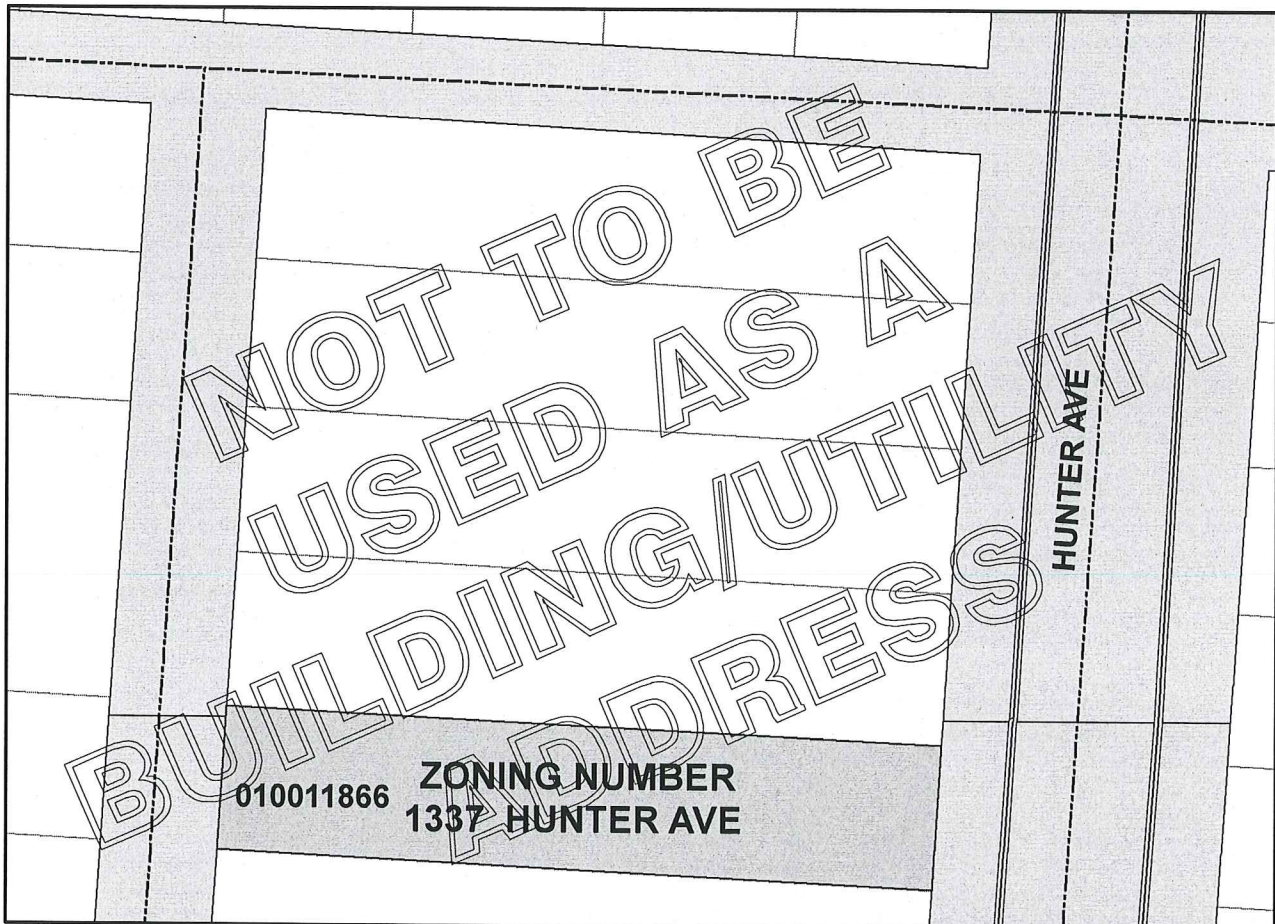 NOT TO BE
USED AS A
BUILDING/UTILITY
ADDRESS
HUNTER AVE
010011866
ZONING NUMBER
1337 HUNTER AVE